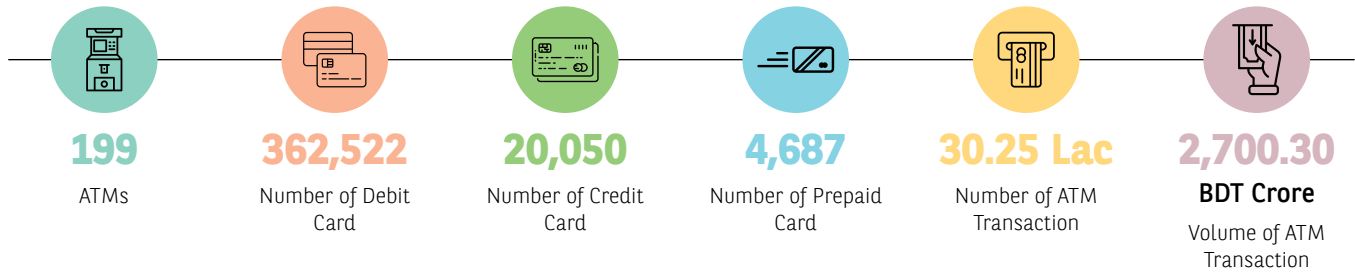 199
ATMs
362,522
Number of Debit
Card
20,050
Number of Credit
Card
4,687
Number of Prepaid
Card
30.25 Lac
Number of ATM
Transaction
2,700.30
BDT Crore
Volume of ATM
Transaction